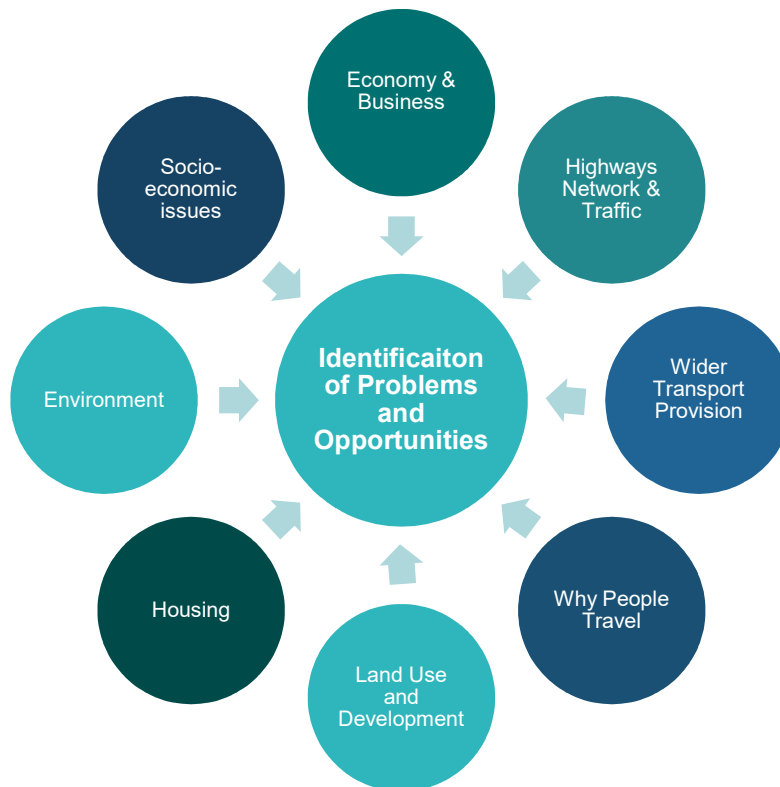 Economy &
Business
Highways
Network &
Traffic
Wider
Transport
Provision
Why People
Travel
Land Use
and
Development
Housing
Environment
Socio-
economic
issues
Identificaiton
of Problems
and
Opportunities